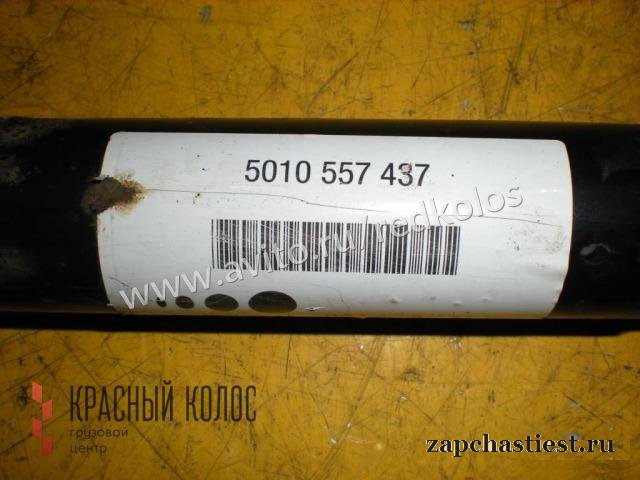 5010 557 437
www.avito.ru/redkolos
КРАСНЫЙ КОЛОС
грузовой
центр
zapchastiest.ru